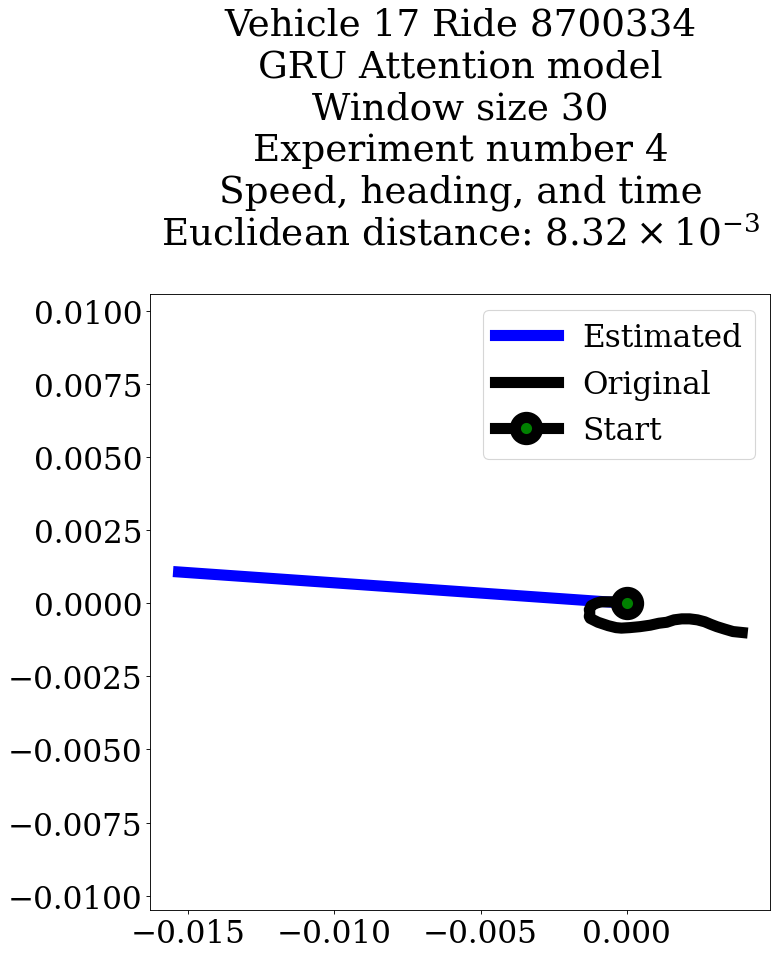 Vehicle 17 Ride 8700334
GRU Attention model
Window size 30
Experiment number 4
Speed, heading, and time
Euclidean distance: 8.32 × 10⁻³
0.0100
0.0075
0.0050
0.0025
0.0000
−0.0025
−0.0050
−0.0075
−0.0100
Estimated
Original
Start
−0.015 −0.010 −0.005 0.000